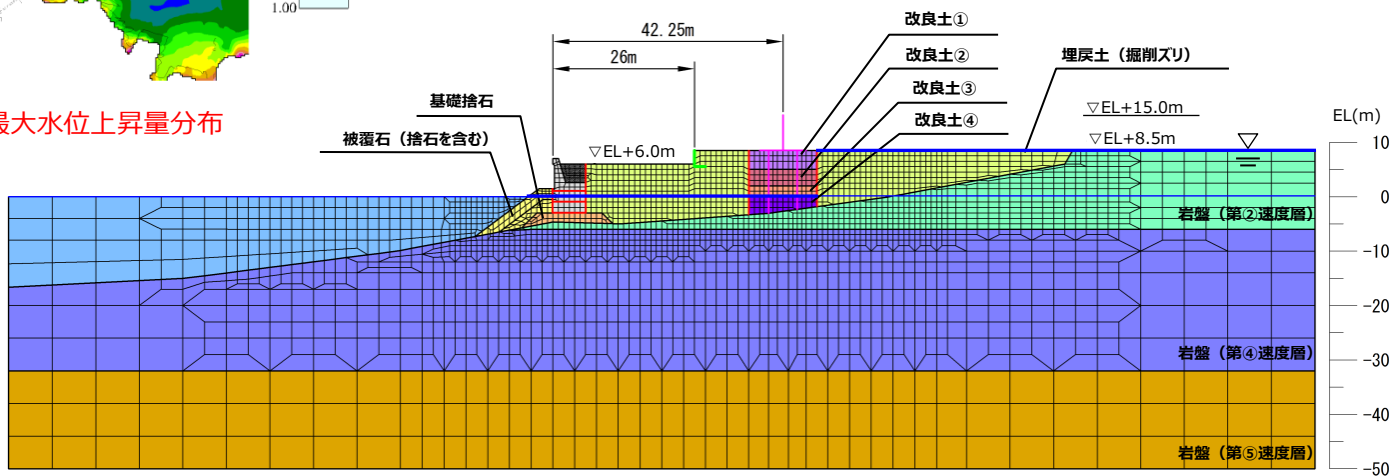 1.00
最大水位上昇量分布
42.25m
26m
改良土①
改良土②
改良土③
改良土④
埋戻土（掘削ズリ）
基礎捨石
被覆石（捨石を含む）
▽EL+6.0m
▽EL+15.0m
▽EL+8.5m
EL(m)
10
0
-10
-20
-30
-40
-50
岩盤（第②速度層）
岩盤（第④速度層）
岩盤（第⑤速度層）